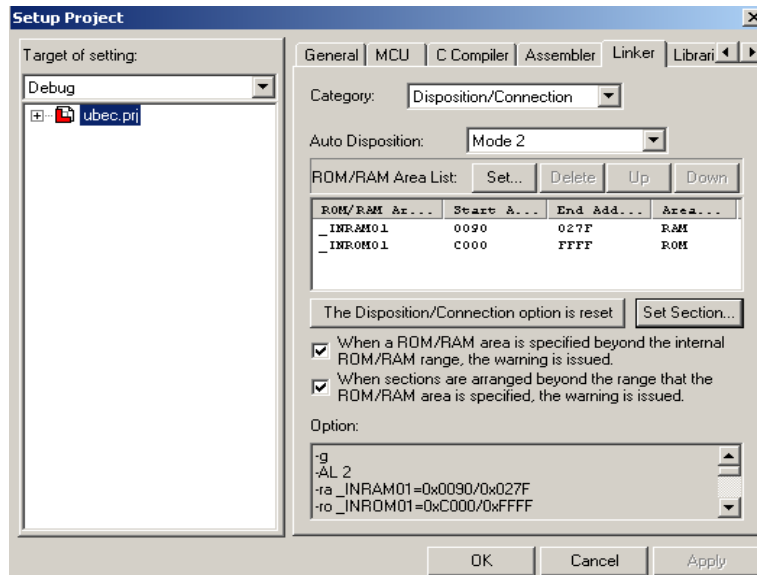 Setup Project
Target of setting:
Debug
ubec.prj
General MCU C Compiler Assembler Linker Librari
Category: Disposition/Connection
Auto Disposition: Mode 2
ROM/RAM Area List: Set... Delete Up Down
ROM/RAM Ar... Start A... End Add... Area...
_INRAM01 0090 027F RAM
_INROM01 C000 FFFF ROM
The Disposition/Connection option is reset Set Section...
When a ROM/RAM area is specified beyond the internal
ROM/RAM range, the warning is issued.
When sections are arranged beyond the range that the
ROM/RAM area is specified, the warning is issued.
Option:
-g
-AL 2
-ra _INRAM01=0x0090/0x027F
-ro _INROM01=0xC000/0xFFFF
OK Cancel Apply